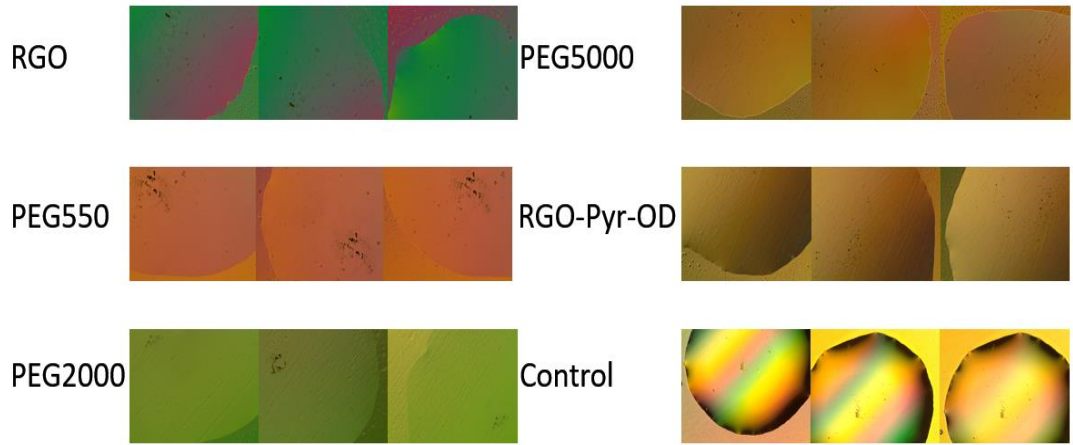 RGO
PEG5000
PEG550
RGO-Pyr-OD
PEG2000
Control